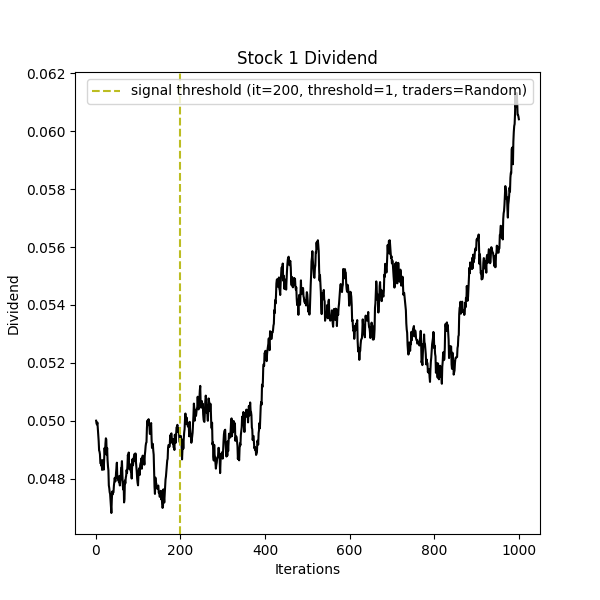 Stock 1 Dividend
signal threshold (it=200, threshold=1, traders=Random)
0.062
0.060
0.058
0.056
0.054
0.052
0.050
0.048
Dividend
0 200 400 600 800 1000
Iterations